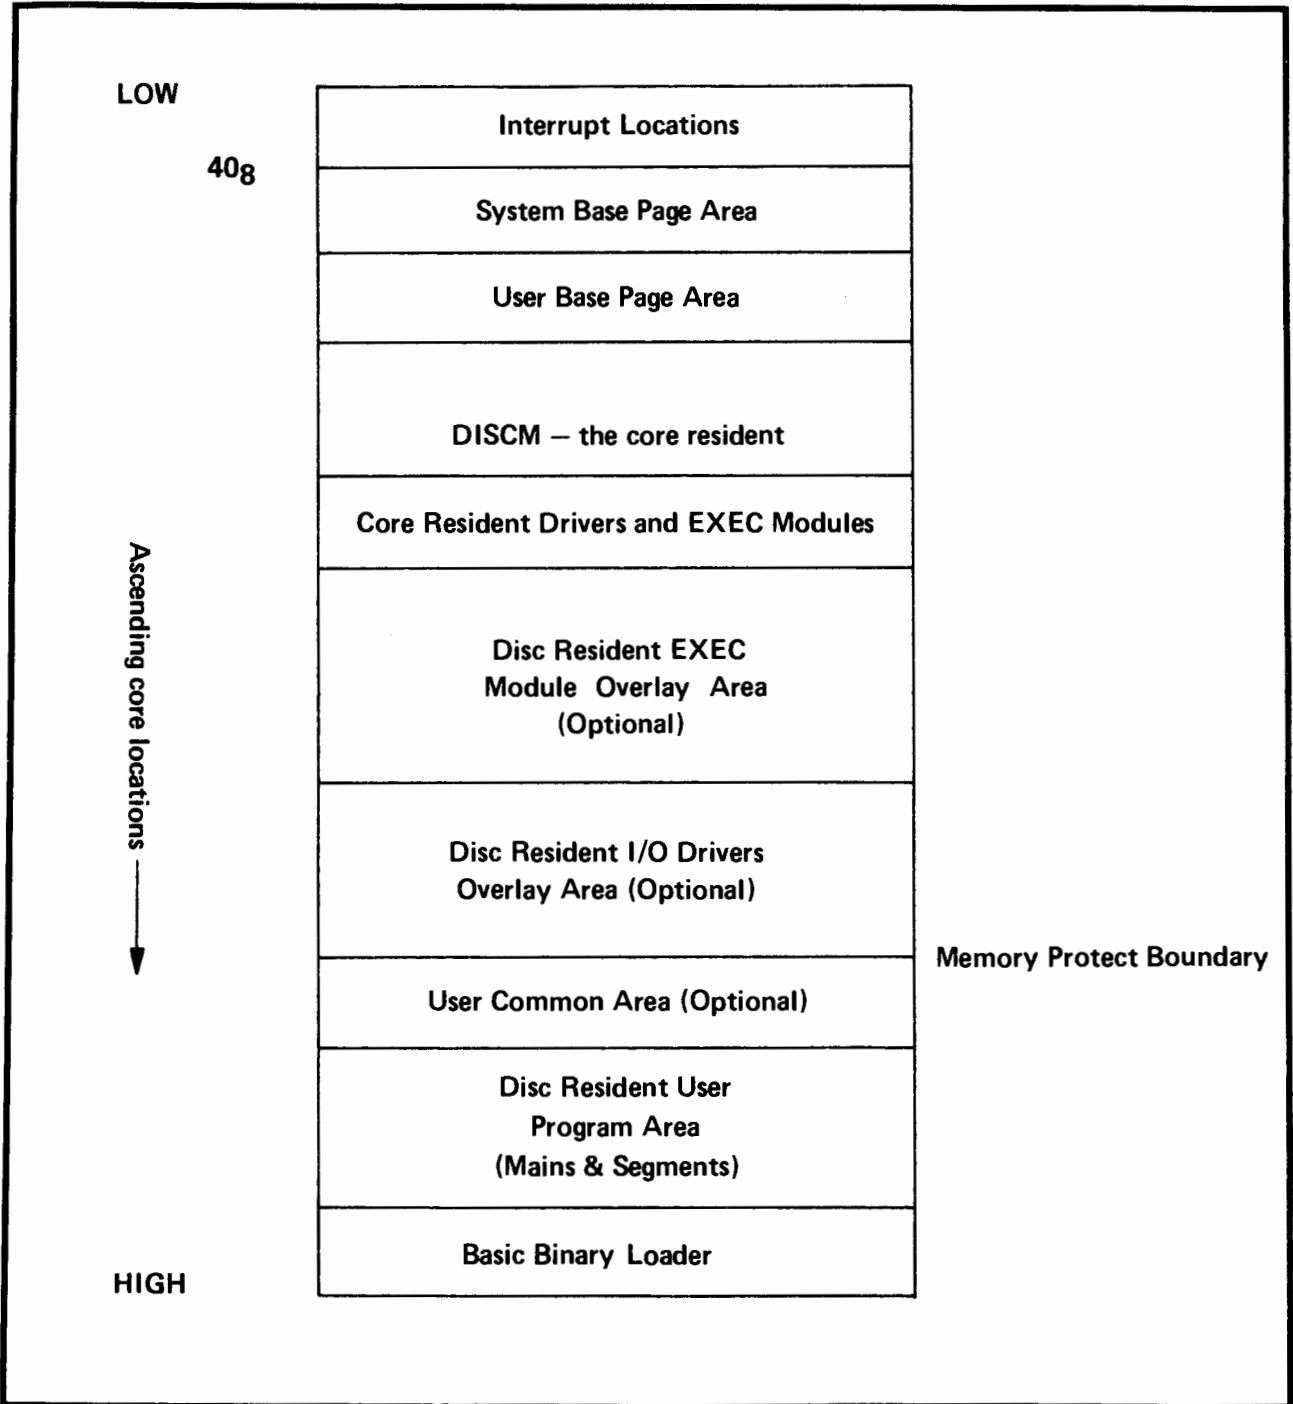 LOW
Interrupt Locations
40₈
System Base Page Area
User Base Page Area
DISCM — the core resident
Core Resident Drivers and EXEC Modules
Ascending core locations
Disc Resident EXEC
Module Overlay Area
(Optional)
Disc Resident I/O Drivers
Overlay Area (Optional)
Memory Protect Boundary
User Common Area (Optional)
Disc Resident User
Program Area
(Mains & Segments)
Basic Binary Loader
HIGH